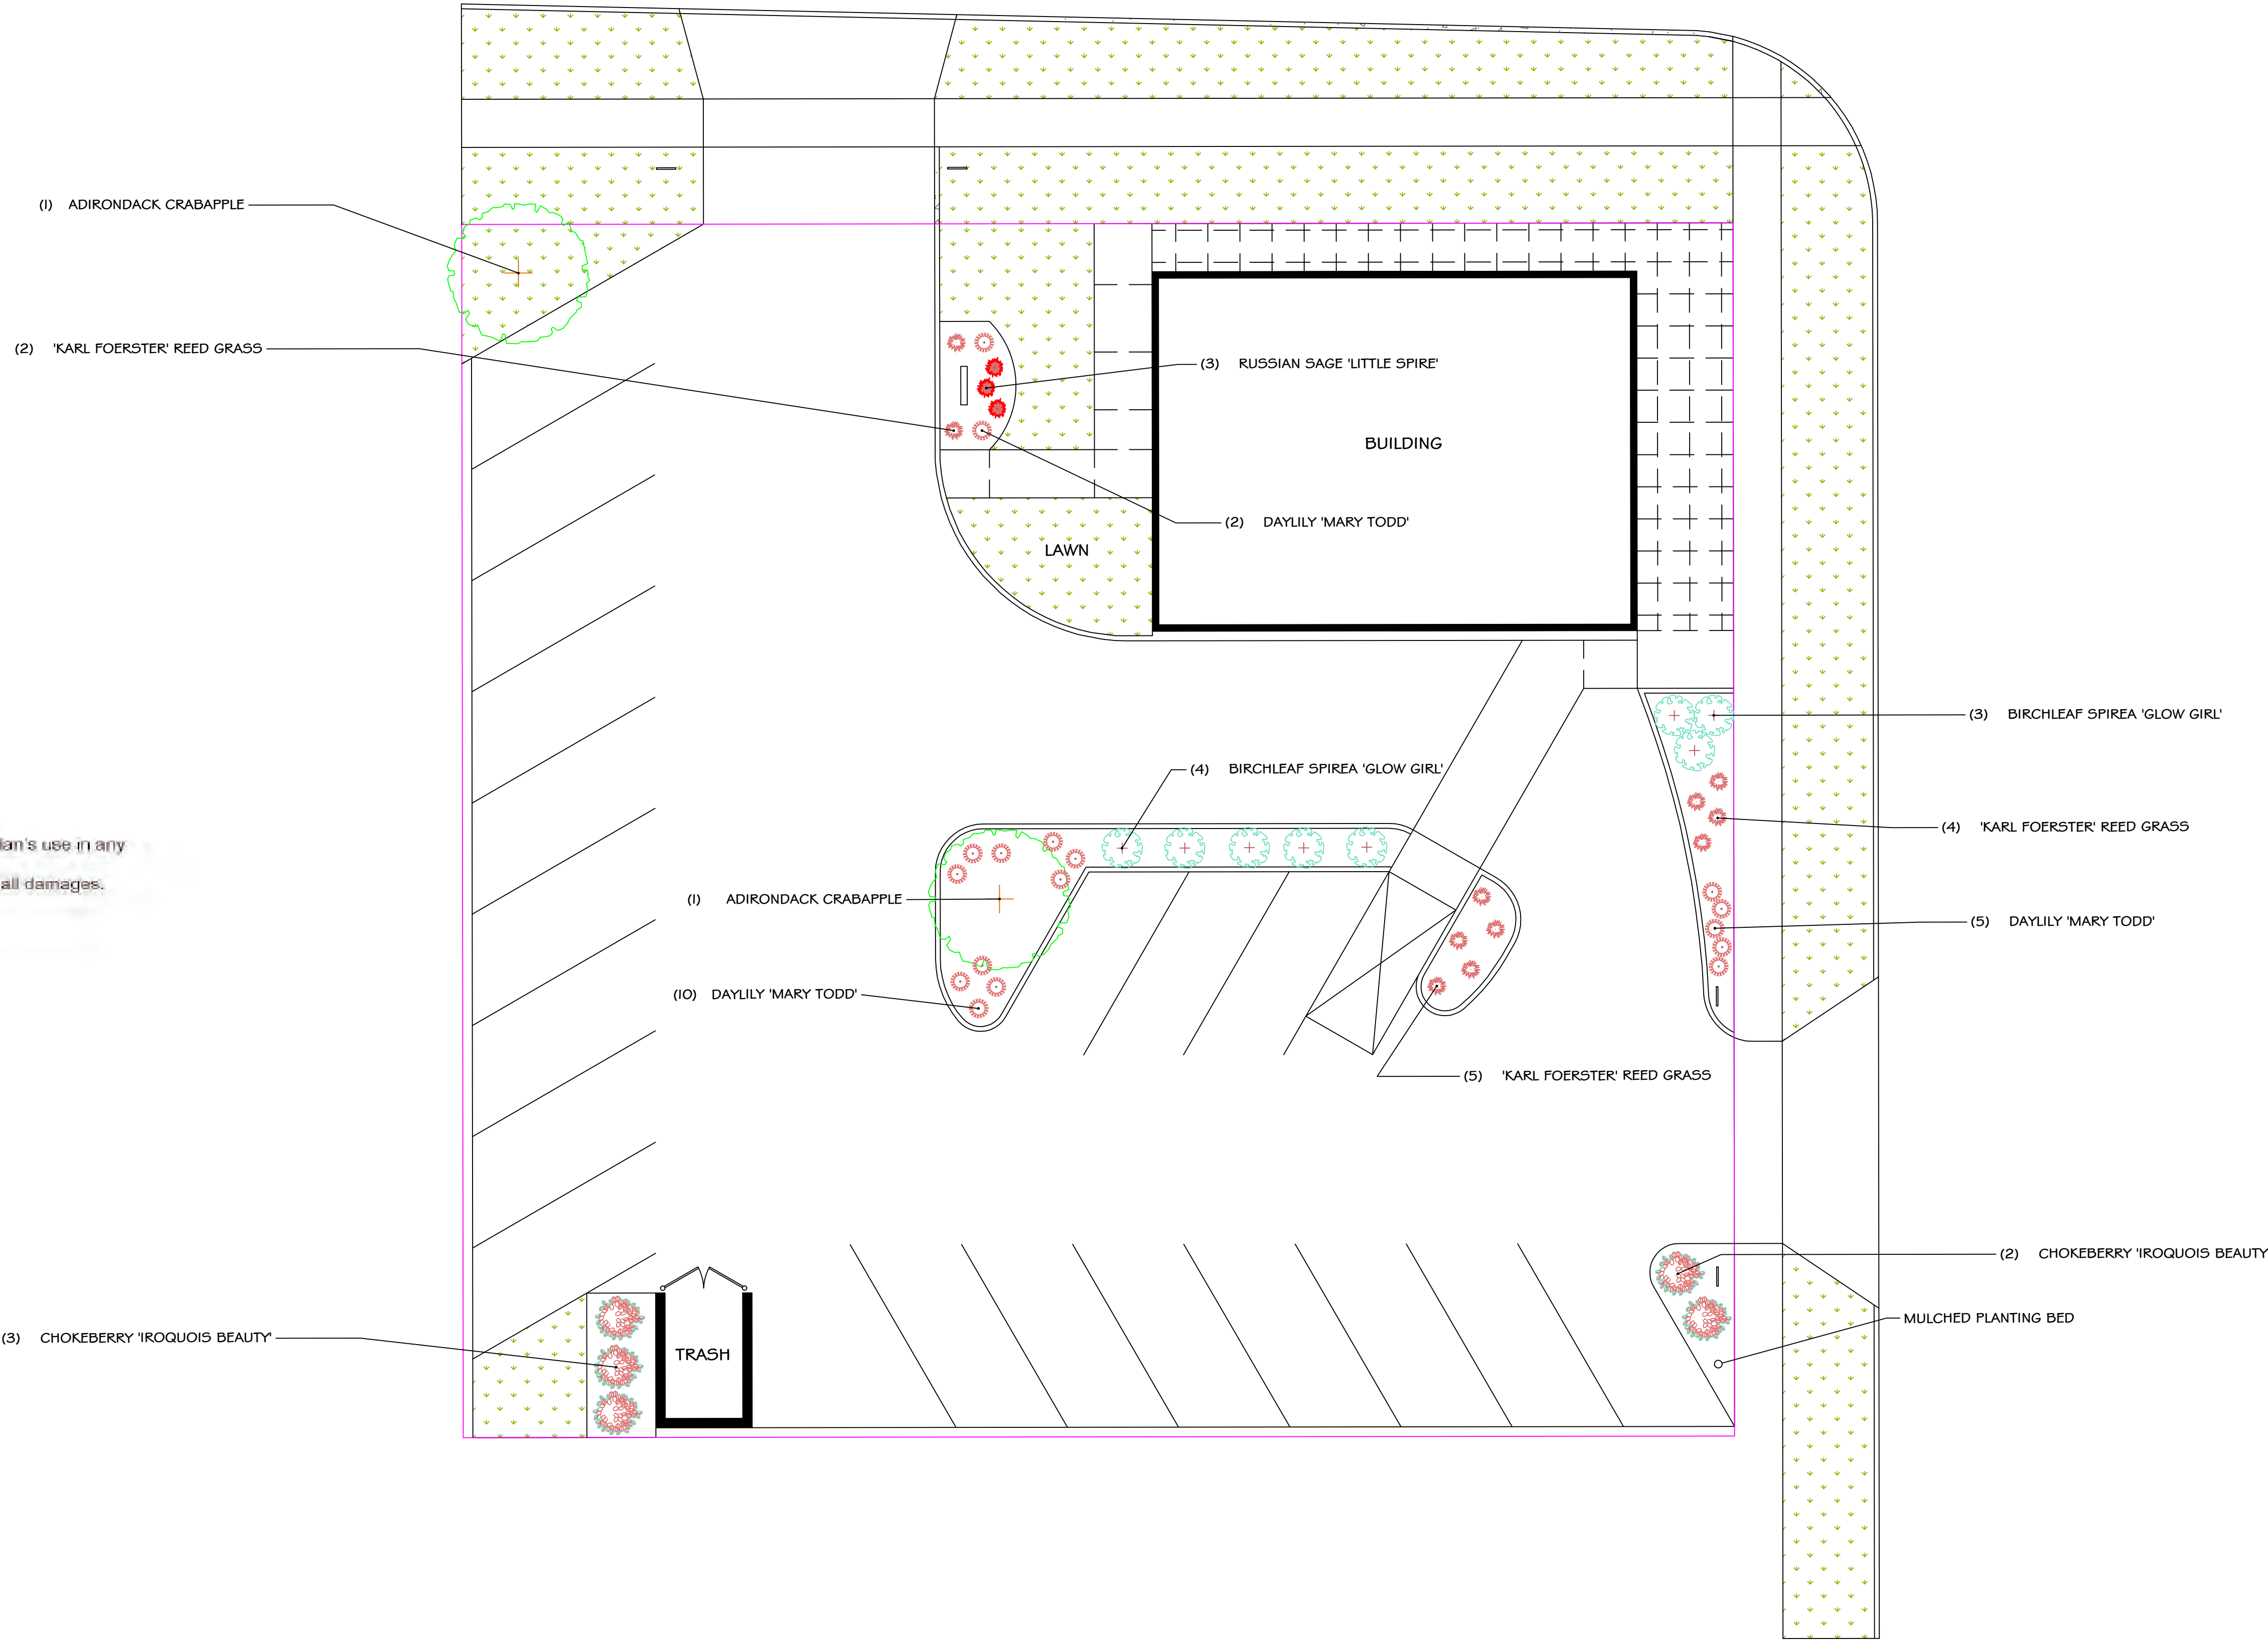 (1) ADIRONDACK CRABAPPLE
(2) 'KARL FOERSTER' REED GRASS
(3) RUSSIAN SAGE 'LITTLE SPIRE'
BUILDING
(2) DAYLILY 'MARY TODD'
LAWN
(3) BIRCHLEAF SPIREA 'GLOW GIRL'
(4) BIRCHLEAF SPIREA 'GLOW GIRL'
(4) 'KARL FOERSTER' REED GRASS
use in any
all damages.
(1) ADIRONDACK CRABAPPLE
(5) DAYLILY 'MARY TODD'
(10) DAYLILY 'MARY TODD'
(5) 'KARL FOERSTER' REED GRASS
(2) CHOKEBERRY 'IROQUOIS BEAUTY
MULCHED PLANTING BED
(3) CHOKEBERRY 'IROQUOIS BEAUTY'
TRASH